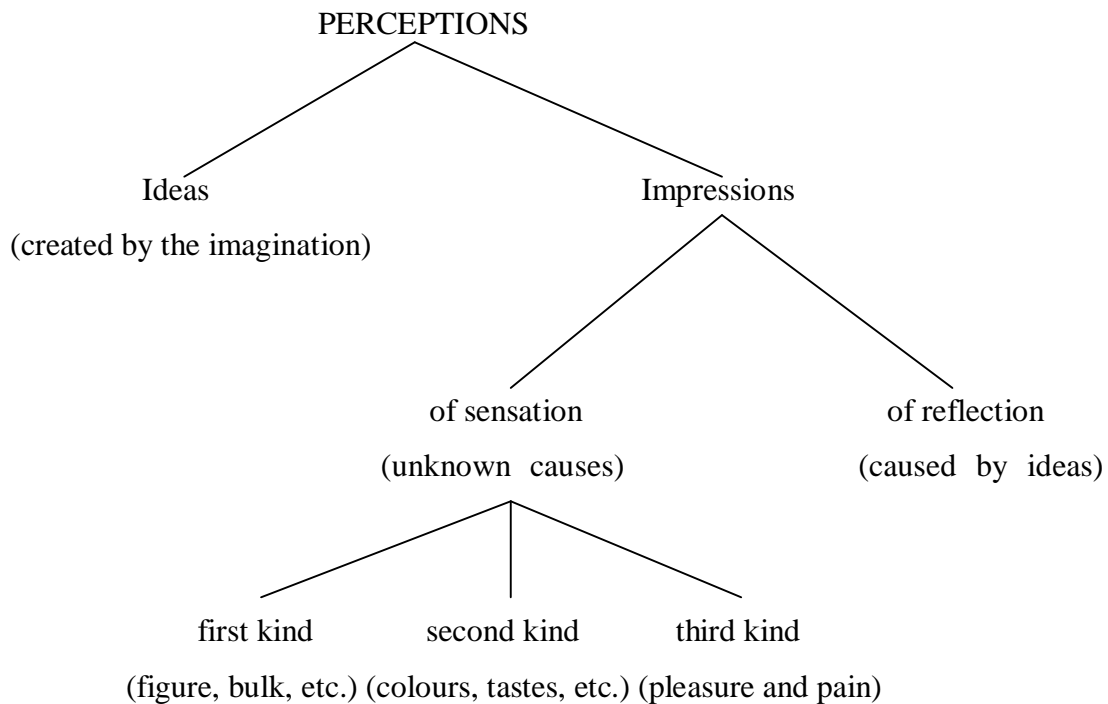 PERCEPTIONS
Ideas Impressions
(created by the imagination)
of sensation of reflection
(unknown causes) (caused by ideas)
first kind second kind third kind
(figure, bulk, etc.) (colours, tastes, etc.) (pleasure and pain)